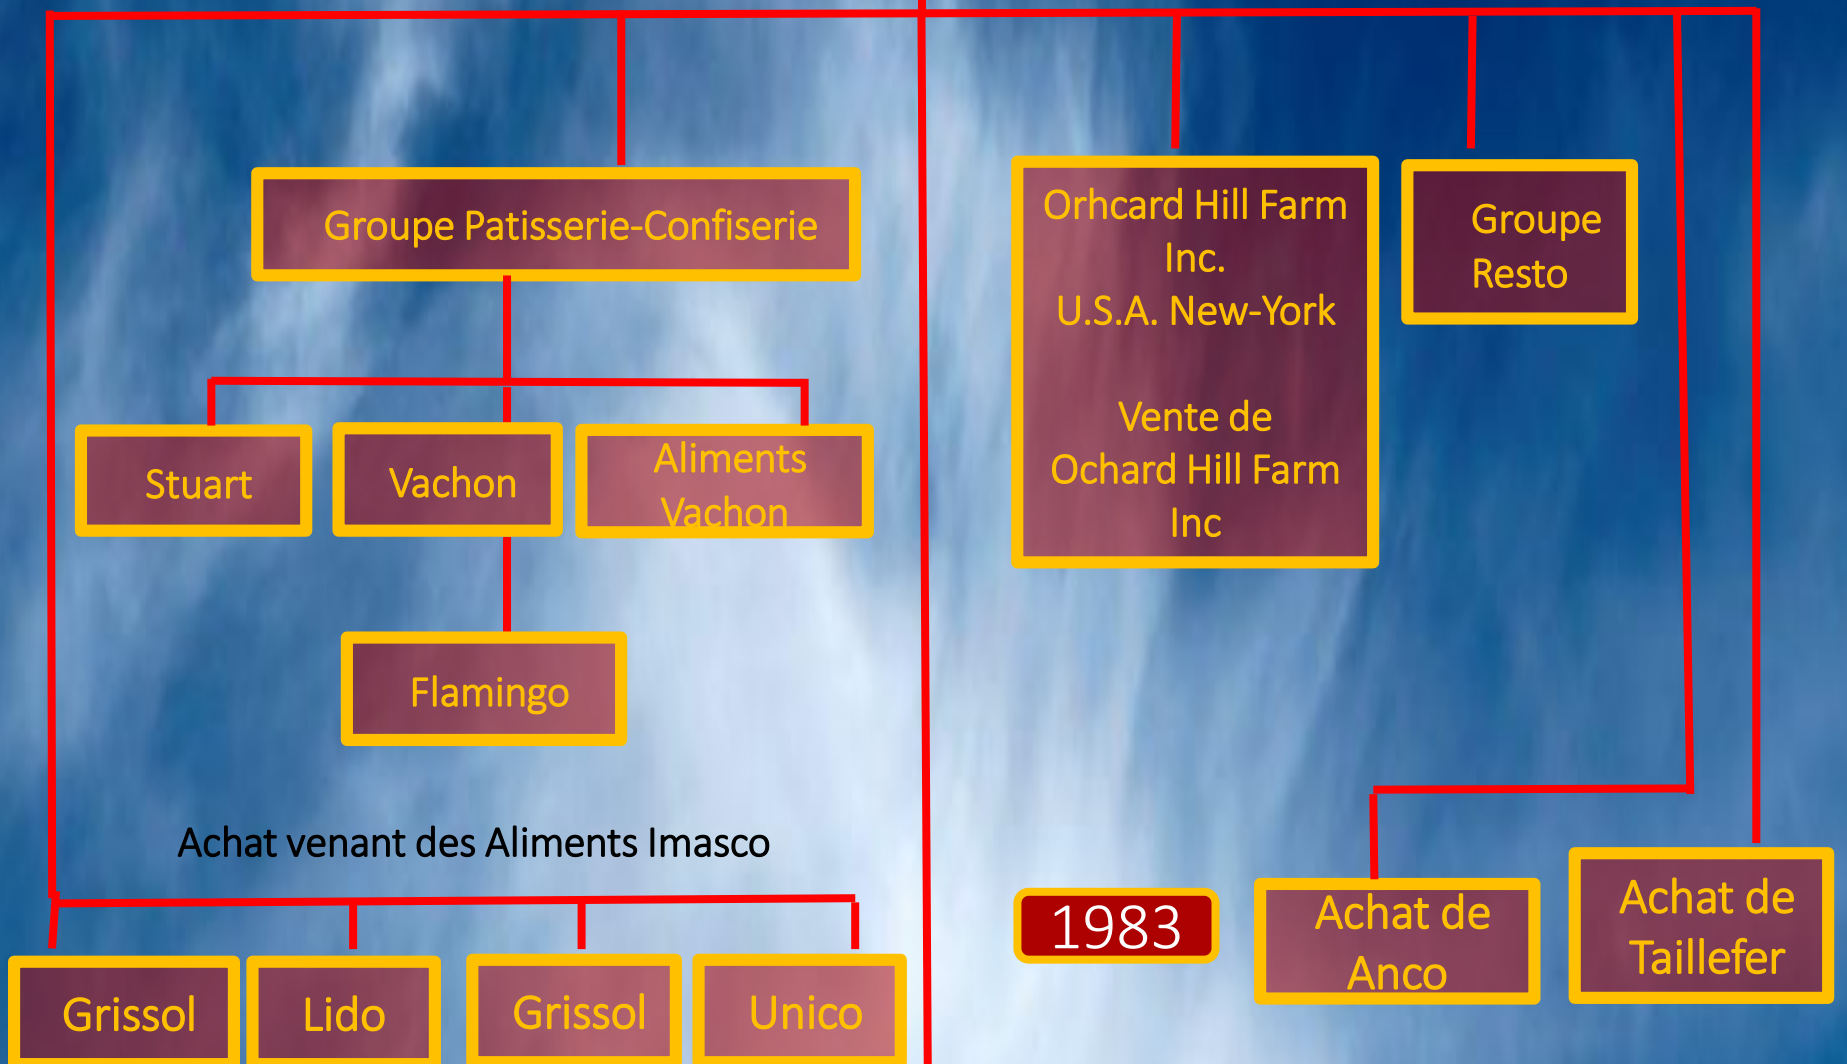 Groupe Patisserie-Confiserie
Orhcard Hill Farm
Inc.
U.S.A. New-York
Vente de
Ochard Hill Farm
Inc
Groupe
Resto
Stuart
Vachon
Aliments
Vachon
Flamingo
Achat venant des Aliments Imasco
1983
Achat de
Anco
Achat de
Taillefer
Grissol
Lido
Grissol
Unico